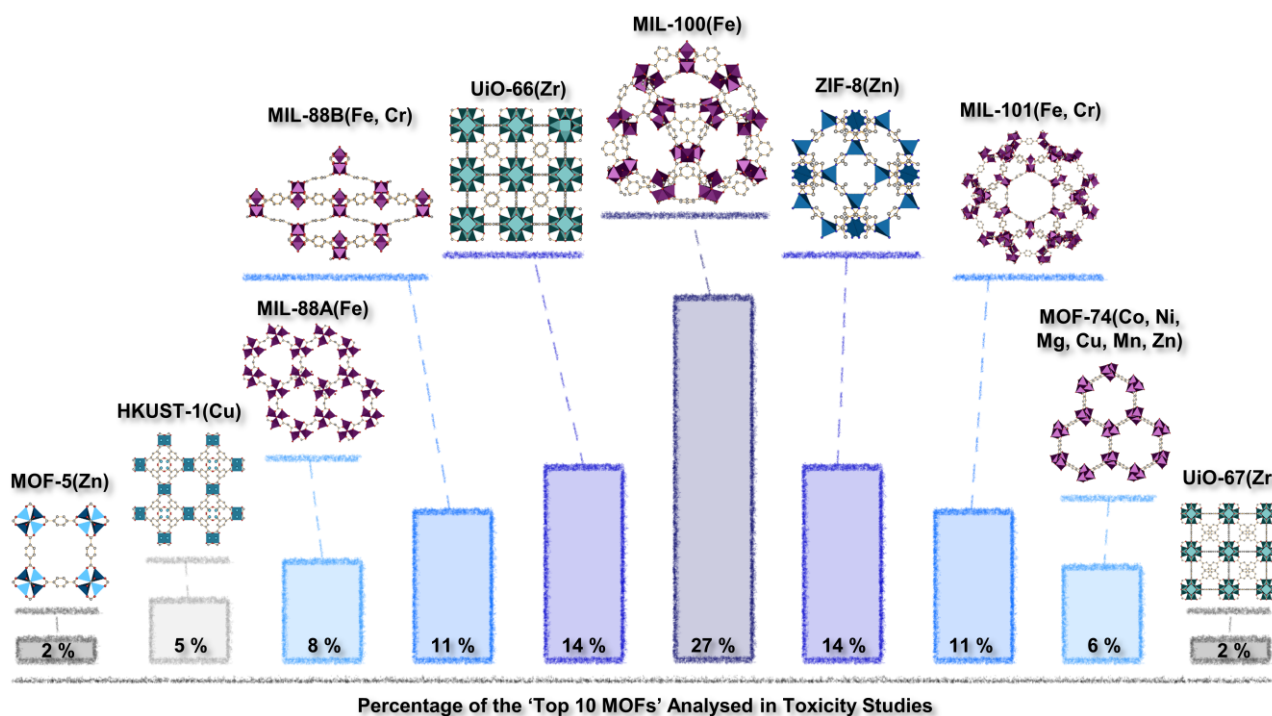 MIL-100(Fe)
UiO-66(Zr)
ZIF-8(Zn)
MIL-88B(Fe, Cr)
MIL-101(Fe, Cr)
MIL-88A(Fe)
MOF-74(Co, Ni,
Mg, Cu, Mn, Zn)
HKUST-1(Cu)
MOF-5(Zn)
UiO-67(Zr
2 %
5 %
8 %
11 %
14 %
27 %
14 %
11 %
6 %
2 %
Percentage of the ‘Top 10 MOFs’ Analysed in Toxicity Studies